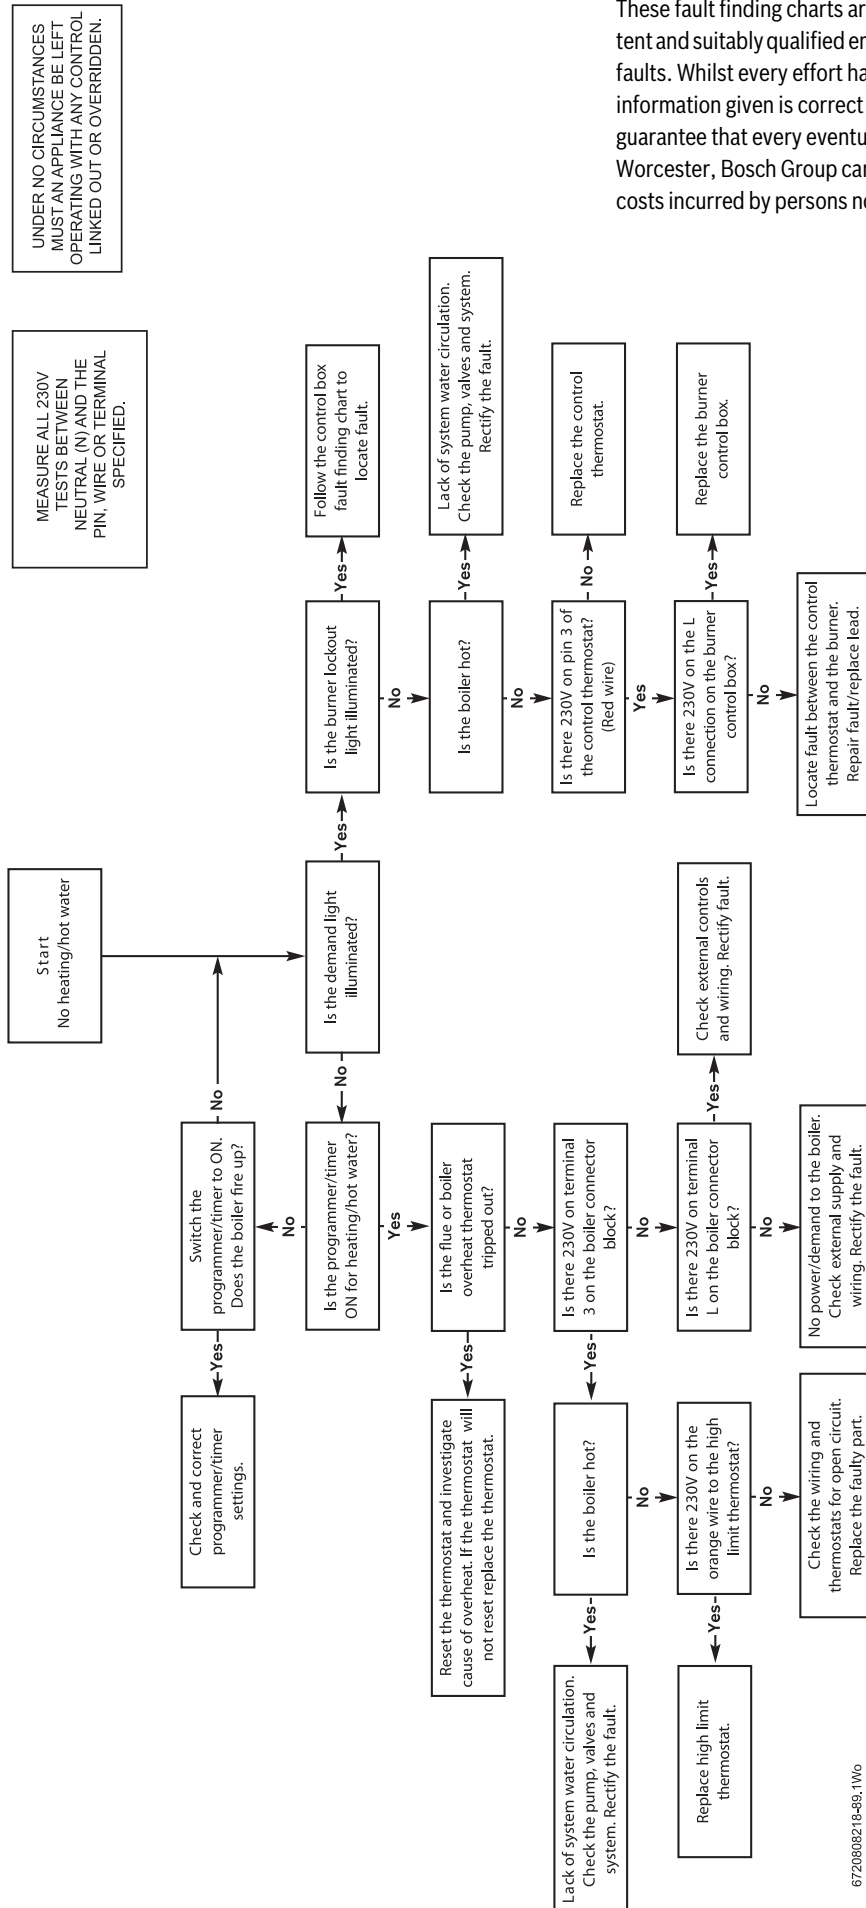 These fault finding charts ar
tent and suitably qualified en
faults. Whilst every effort ha
information given is correct
guarantee that every eventu
Worcester, Bosch Group car
costs incurred by persons no
UNDER NO CIRCUMSTANCES
MUST AN APPLIANCE BE LEFT
OPERATING WITH ANY CONTROL
LINKED OUT OR OVERRIDDEN.
MEASURE ALL 230V
TESTS BETWEEN
NEUTRAL (N) AND THE
PIN, WIRE OR TERMINAL
SPECIFIED.
Start
No heating/hot water
Is the demand light
illuminated?
Yes
Is the burner lockout
light illuminated?
Yes
Follow the control box
fault finding chart to
locate fault.
No
Is the boiler hot?
Yes
Lack of system water circulation.
Check the pump, valves and system.
Rectify the fault.
No
Is there 230V on pin 3 of
the control thermostat?
(Red wire)
No
Replace the control
thermostat.
Yes
Is there 230V on the L
connection on the burner
control box?
Yes
Replace the burner
control box.
No
Locate fault between the control
thermostat and the burner.
Repair fault/replace lead.
No
Is the programmer/timer
ON for heating/hot water?
No
Switch the
programmer/timer to ON.
Does the boiler fire up?
No
Yes
Check and correct
programmer/timer
settings.
Yes
Is the flue or boiler
overheat thermostat
tripped out?
Yes
Reset the thermostat and investigate
cause of overheat. If the thermostat will
not reset replace the thermostat.
No
Is there 230V on terminal
3 on the boiler connector
block?
Yes
Is the boiler hot?
Yes
Lack of system water circulation.
Check the pump, valves and
system. Rectify the fault.
No
Is there 230V on the
orange wire to the high
limit thermostat?
Yes
Replace high limit
thermostat.
No
Check the wiring and
thermostats for open circuit.
Replace the faulty part.
No
Is there 230V on terminal
L on the boiler connector
block?
Yes
Check external controls
and wiring. Rectify fault.
No
No power/demand to the boiler.
Check external supply and
wiring. Rectify the fault.
6720808218-89.1Wo